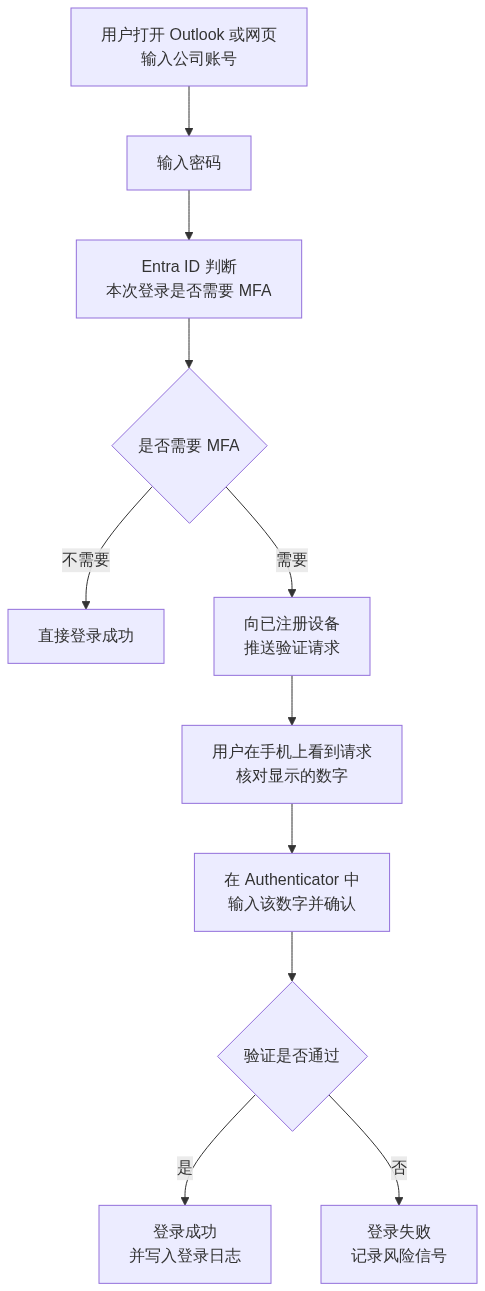 用户打开 Outlook 或网页
输入公司账号
输入密码
Entra ID 判断
本次登录是否需要 MFA
是否需要 MFA
不需要
需要
直接登录成功
向已注册设备
推送验证请求
用户在手机上看到请求
核对显示的数字
在 Authenticator 中
输入该数字并确认
验证是否通过
是
否
登录成功
并写入登录日志
登录失败
记录风险信号